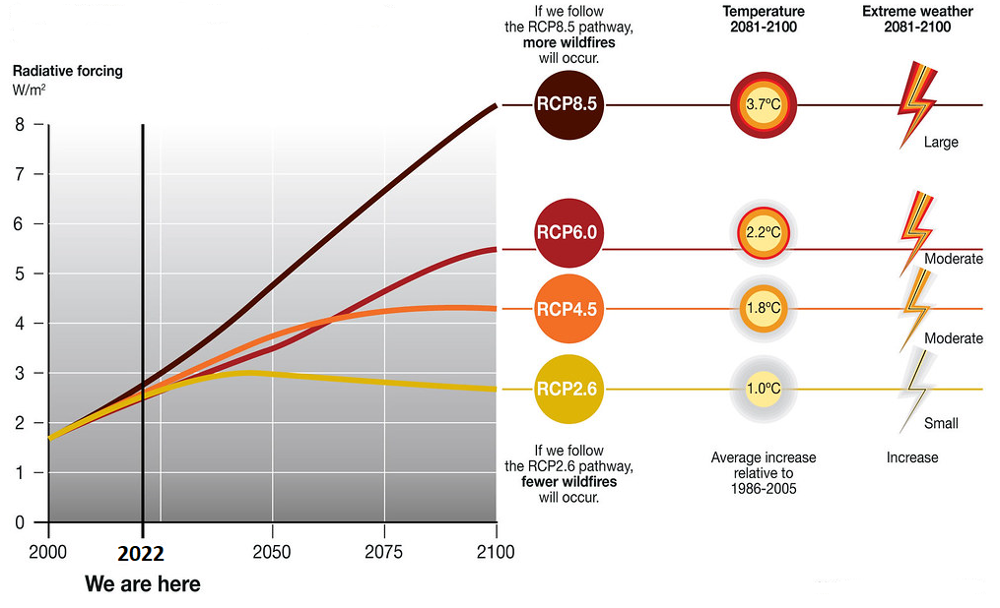 If we follow
the RCP8.5 pathway,
more wildfires
will occur.
Temperature
2081-2100
Extreme weather
2081-2100
Radiative forcing
W/m²
8
7
6
5
4
3
2
1
0
2000
2022
2050
2075
2100
We are here
RCP8.5
3.7ºC
Large
RCP6.0
2.2ºC
Moderate
RCP4.5
1.8ºC
Moderate
RCP2.6
1.0ºC
Small
If we follow
the RCP2.6 pathway,
fewer wildfires
will occur.
Average increase
relative to
1986-2005
Increase